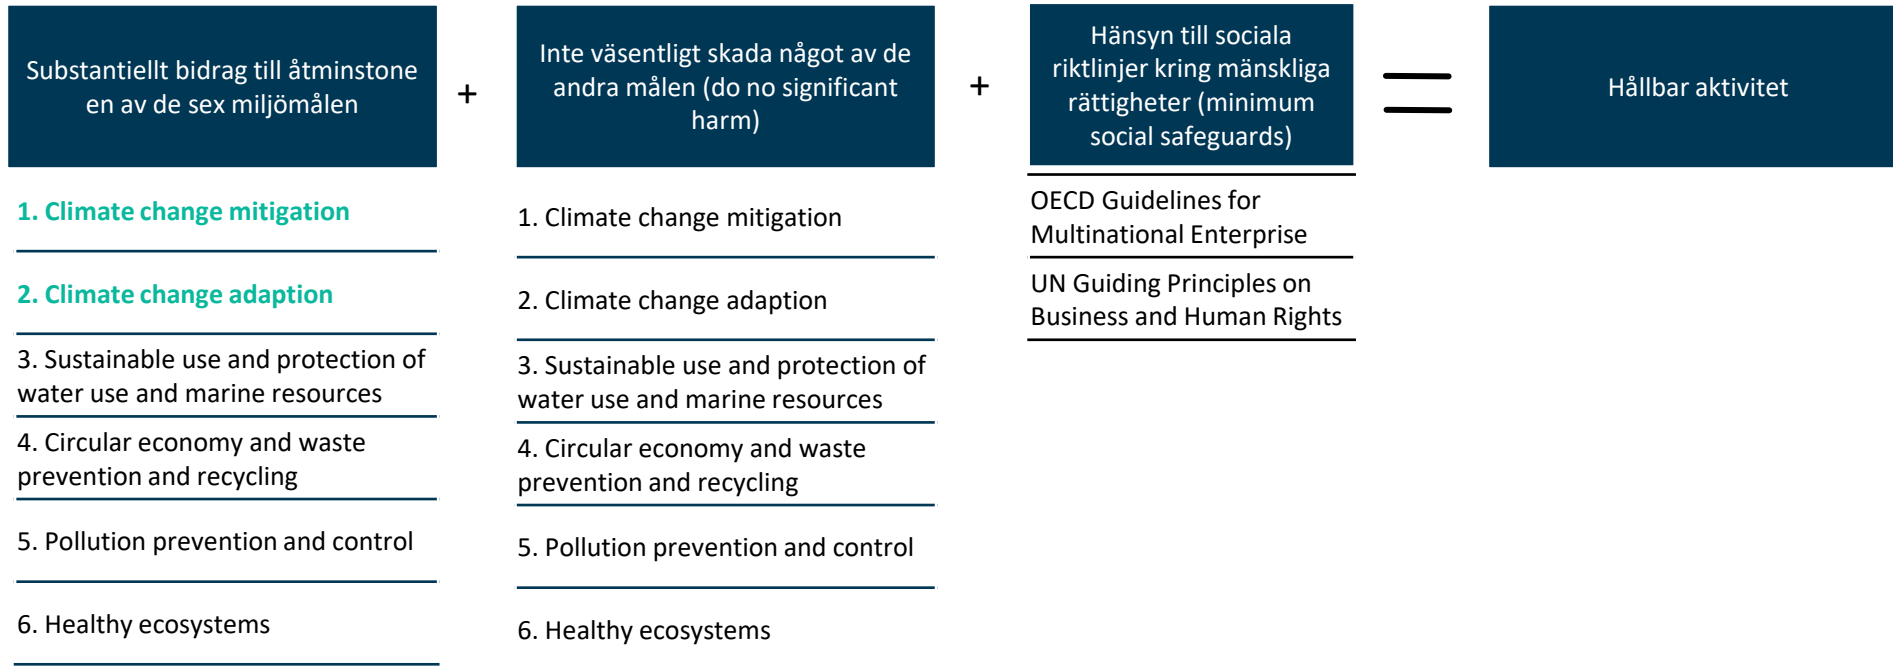 Substantiellt bidrag till åtminstone
en av de sex miljömålen
+
Inte väsentligt skada något av de
andra målen (do no significant
harm)
+
Hänsyn till sociala
riktlinjer kring mänskliga
rättigheter (minimum
social safeguards)
=
Hållbar aktivitet
1. Climate change mitigation
2. Climate change adaption
3. Sustainable use and protection of
water use and marine resources
4. Circular economy and waste
prevention and recycling
5. Pollution prevention and control
6. Healthy ecosystems
1. Climate change mitigation
2. Climate change adaption
3. Sustainable use and protection of
water use and marine resources
4. Circular economy and waste
prevention and recycling
5. Pollution prevention and control
6. Healthy ecosystems
OECD Guidelines for
Multinational Enterprise
UN Guiding Principles on
Business and Human Rights